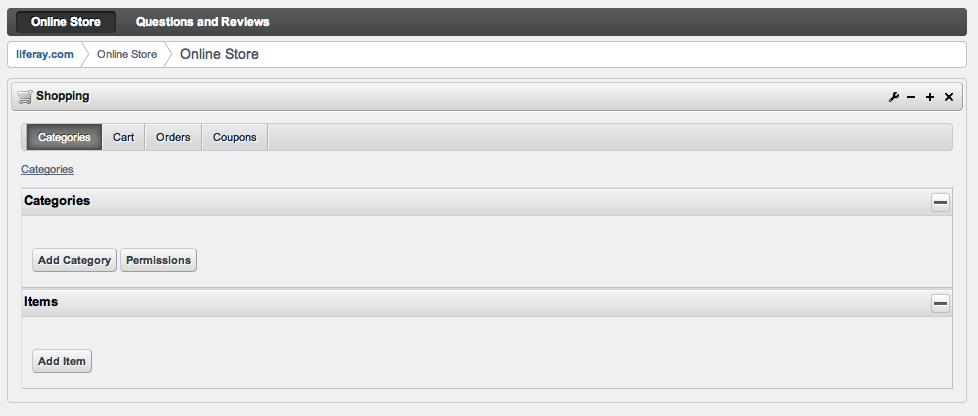 Online Store Questions and Reviews
liferay.com Online Store Online Store
Shopping
Categories Cart Orders Coupons
Categories
Categories
Add Category Permissions
Items
Add Item